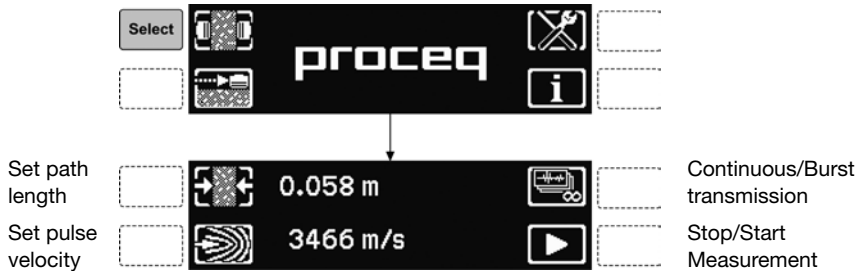 Select
proceq
i
Set path
length
0.058 m
Continuous/Burst
transmission
Set pulse
velocity
3466 m/s
Stop/Start
Measurement